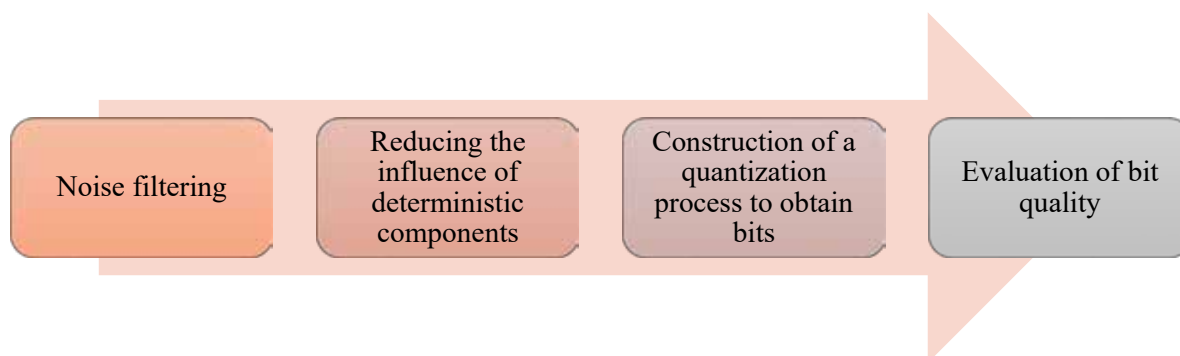 Noise filtering
Reducing the
influence of
deterministic
components
Construction of a
quantization
process to obtain
bits
Evaluation of bit
quality